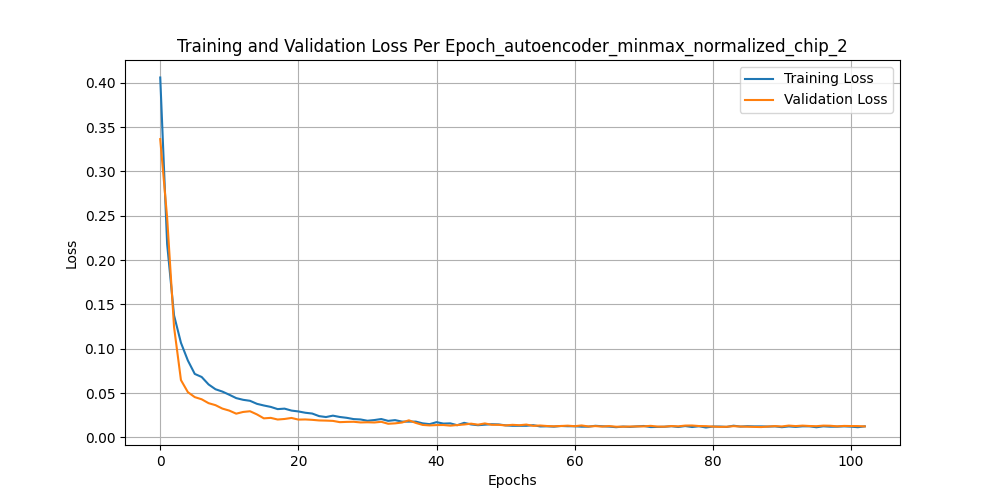 Training and Validation Loss Per Epoch_autoencoder_minmax_normalized_chip_2
Training Loss
Validation Loss
0.40
0.35
0.30
0.25
0.20
0.15
0.10
0.05
0.00
Loss
0 20 40 60 80 100
Epochs